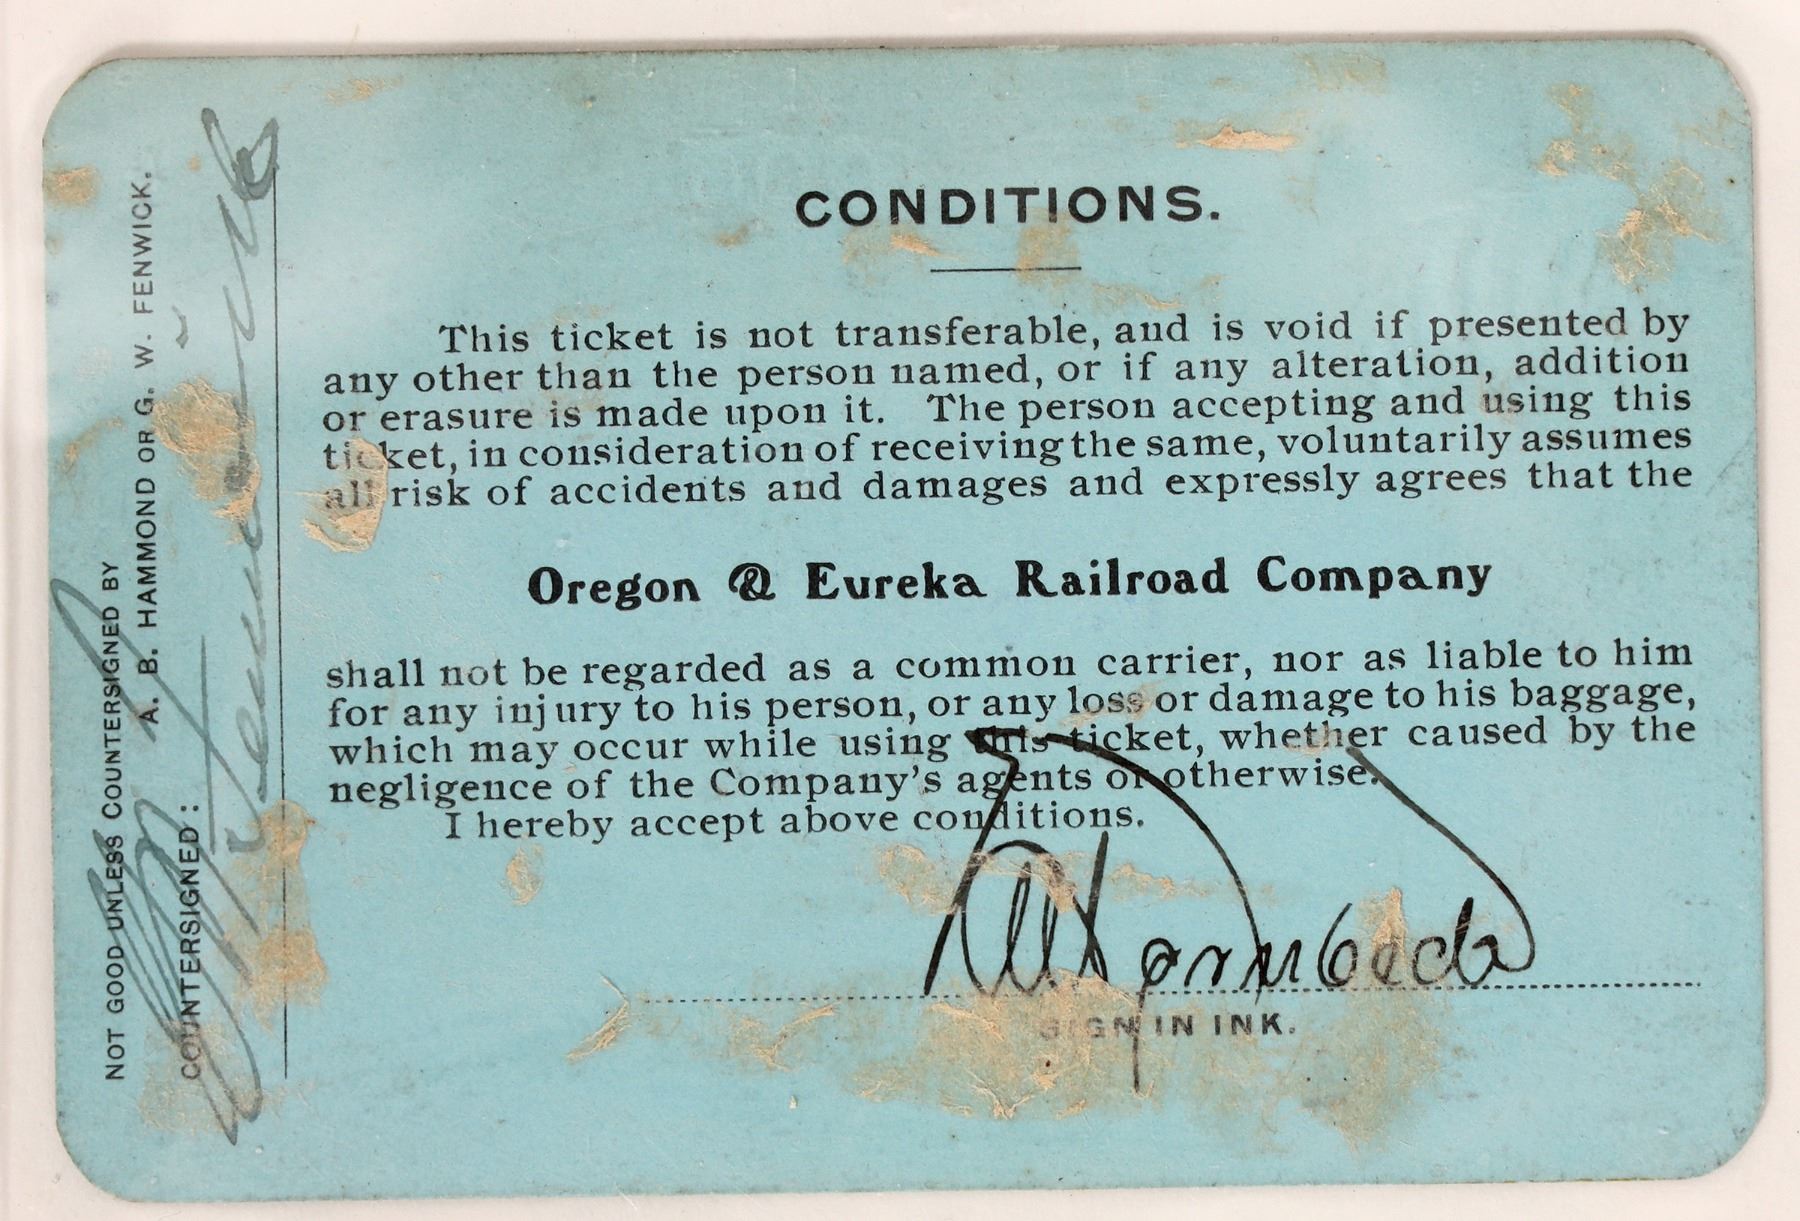 CONDITIONS.
This ticket is not transferable, and is void if presented by
any other than the person named, or if any alteration, addition
or erasure is made upon it. The person accepting and using this
ticket, in consideration of receiving the same, voluntarily assumes
all risk of accidents and damages and expressly agrees that the
Oregon & Eureka Railroad Company
shall not be regarded as a common carrier, nor as liable to him
for any injury to his person, or any loss or damage to his baggage,
which may occur while using this ticket, whether caused by the
negligence of the Company's agents or otherwise.
I hereby accept above conditions.
SIGN IN INK.
NOT GOOD UNLESS COUNTERSIGNED BY
A. B. HAMMOND OR G. W. FENWICK.
COUNTERSIGNED:
Fenwick